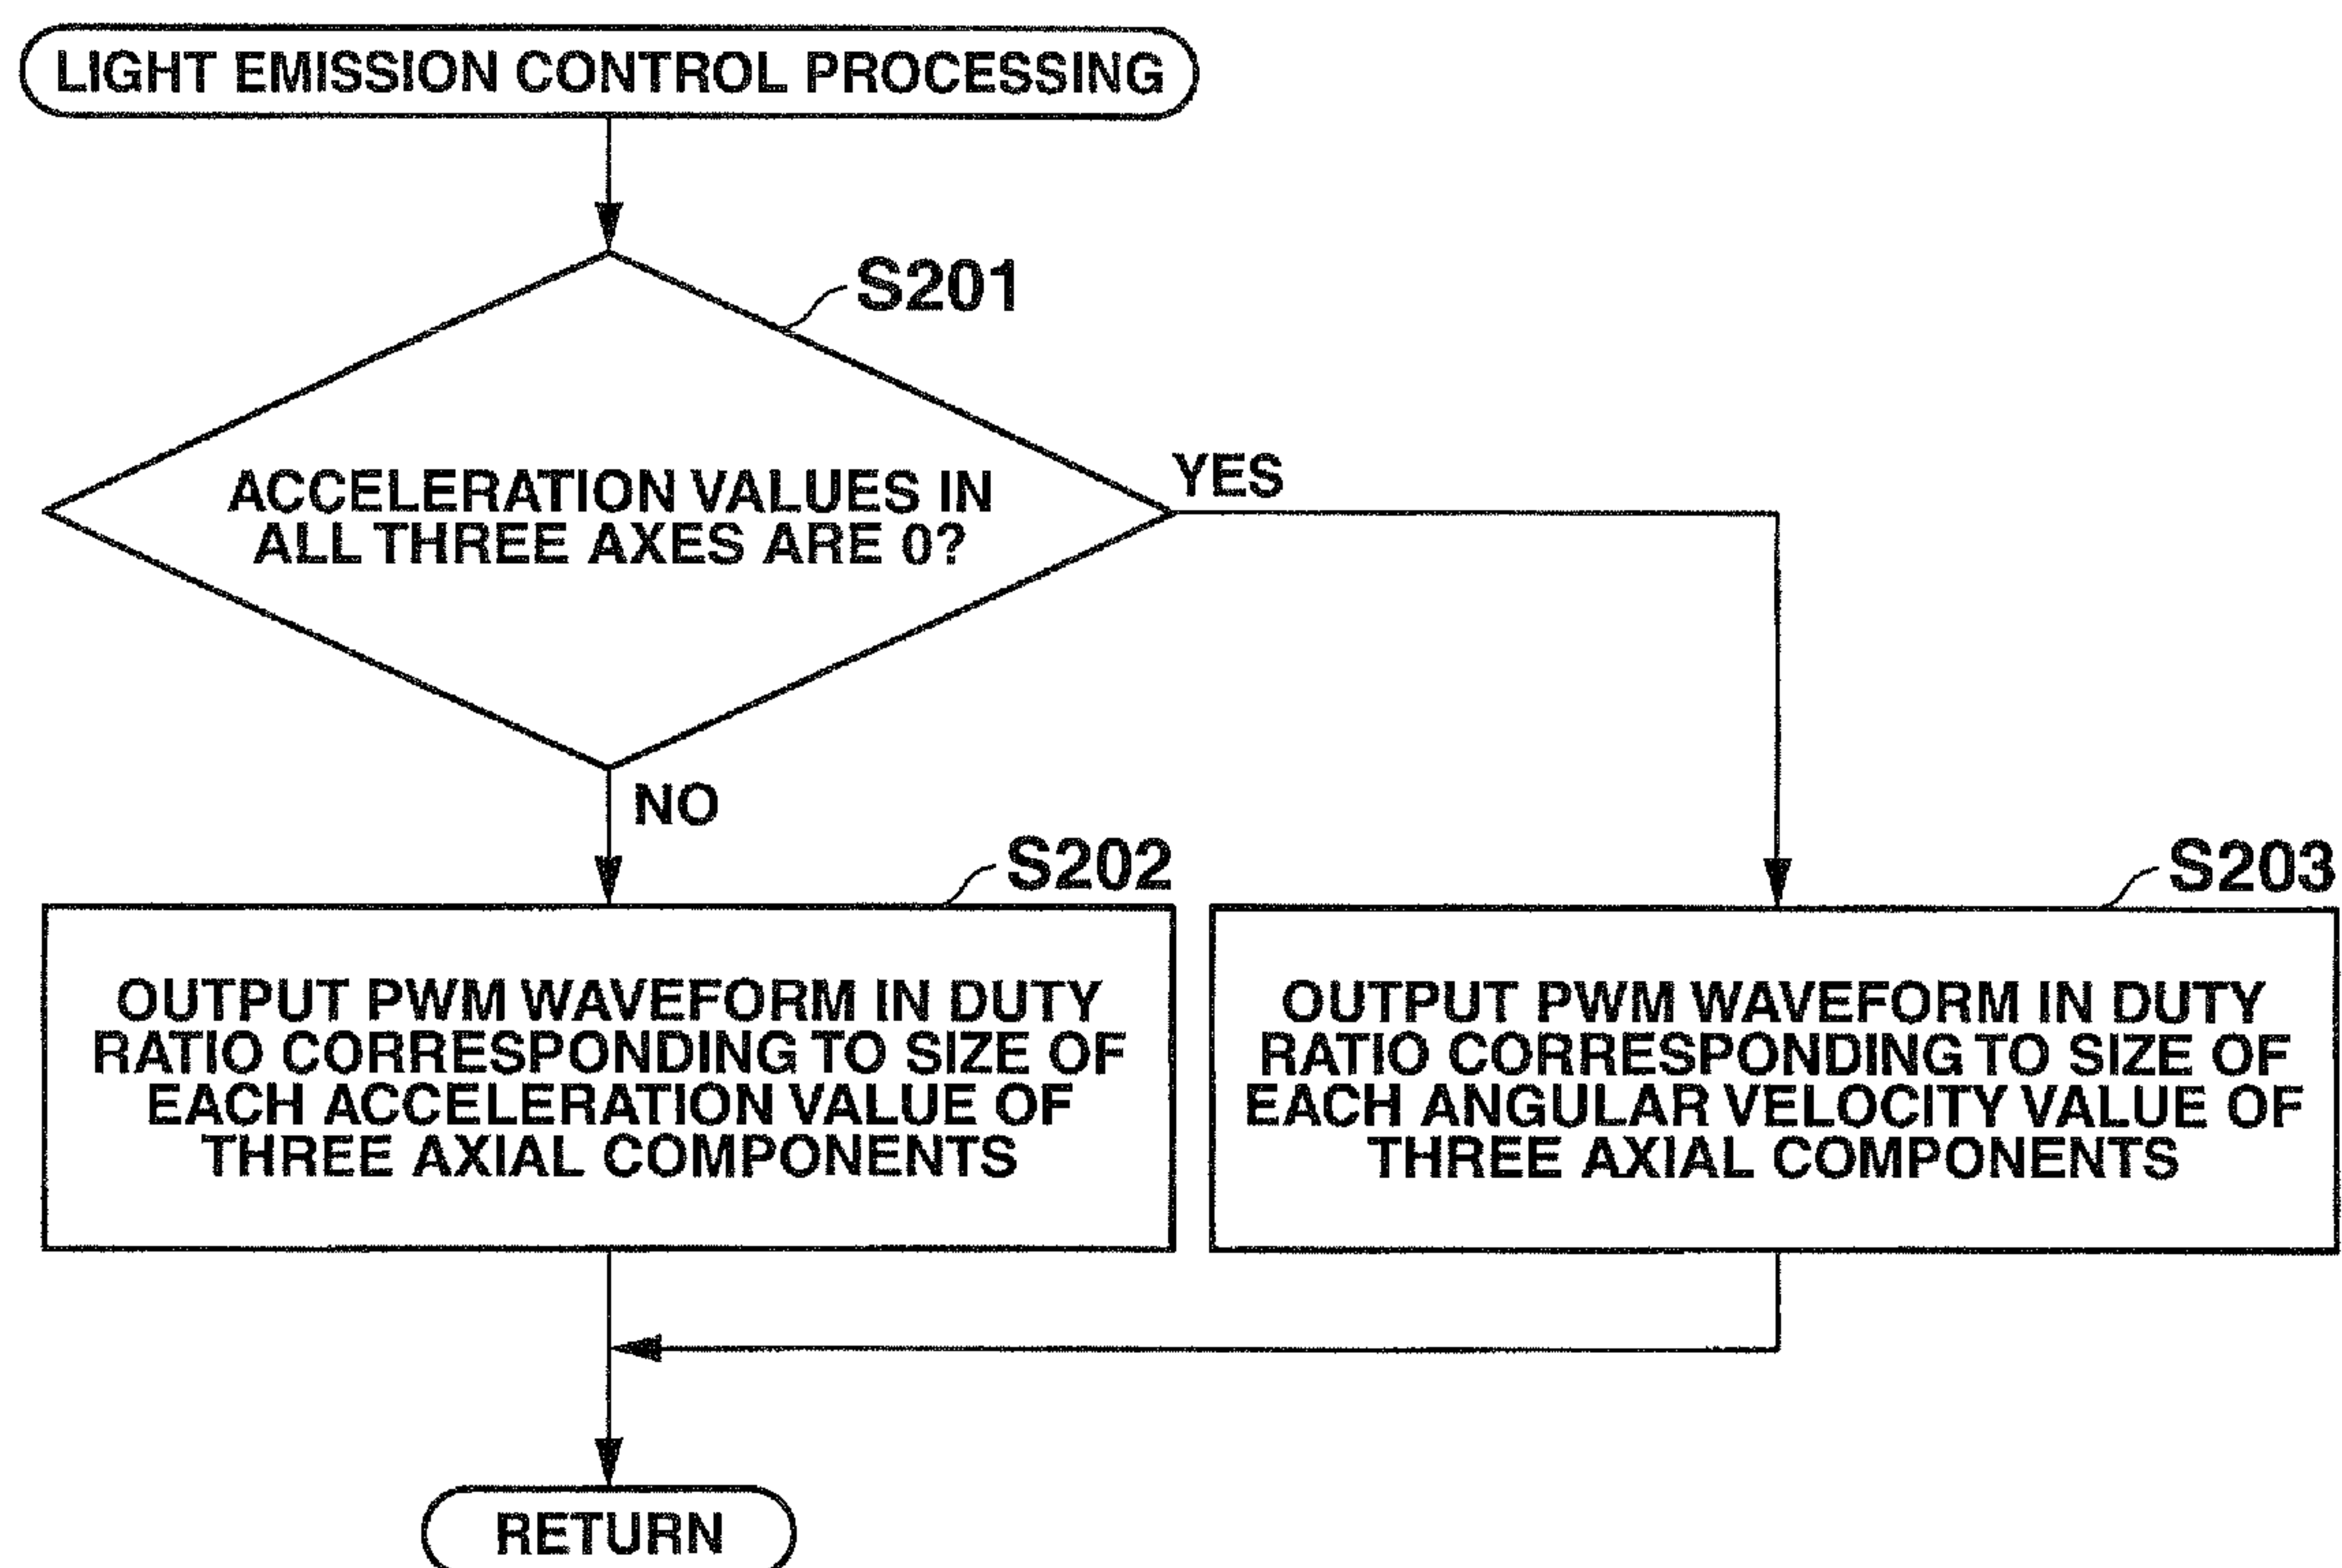 LIGHT EMISSION CONTROL PROCESSING
S201
ACCELERATION VALUES IN
ALL THREE AXES ARE 0?
YES
NO
S202
OUTPUT PWM WAVEFORM IN DUTY
RATIO CORRESPONDING TO SIZE OF
EACH ACCELERATION VALUE OF
THREE AXIAL COMPONENTS
S203
OUTPUT PWM WAVEFORM IN DUTY
RATIO CORRESPONDING TO SIZE OF
EACH ANGULAR VELOCITY VALUE OF
THREE AXIAL COMPONENTS
RETURN